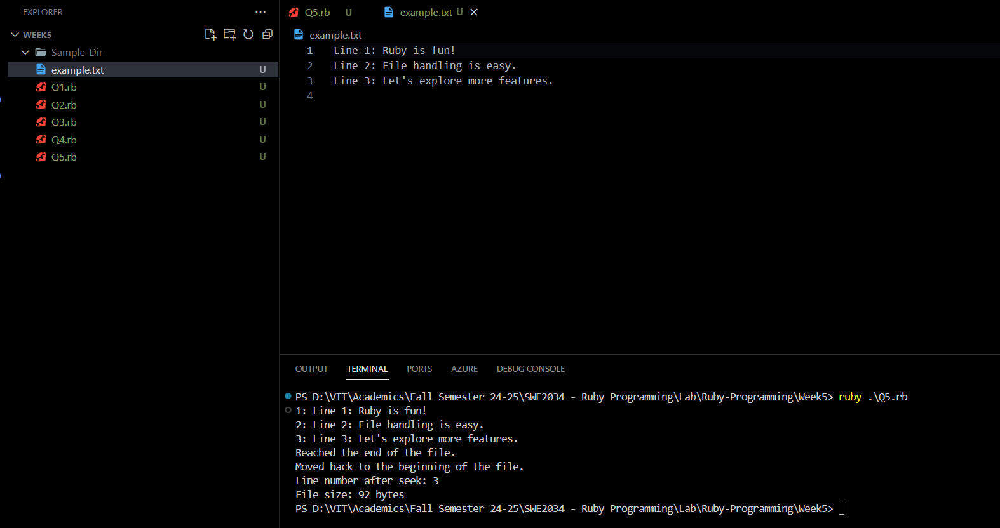 EXPLORER
WEEK5
Sample-Dir
example.txt U
Q1.rb U
Q2.rb U
Q3.rb U
Q4.rb U
Q5.rb U
Q5.rb U example.txt U
example.txt
1 Line 1: Ruby is fun!
2 Line 2: File handling is easy.
3 Line 3: Let's explore more features.
4
OUTPUT TERMINAL PORTS AZURE DEBUG CONSOLE
PS D:\VIT\Academics\Fall Semester 24-25\SWE2034 - Ruby Programming\Lab\Ruby-Programming\Week5> ruby .\Q5.rb
1: Line 1: Ruby is fun!
2: Line 2: File handling is easy.
3: Line 3: Let's explore more features.
Reached the end of the file.
Moved back to the beginning of the file.
Line number after seek: 3
File size: 92 bytes
PS D:\VIT\Academics\Fall Semester 24-25\SWE2034 - Ruby Programming\Lab\Ruby-Programming\Week5>